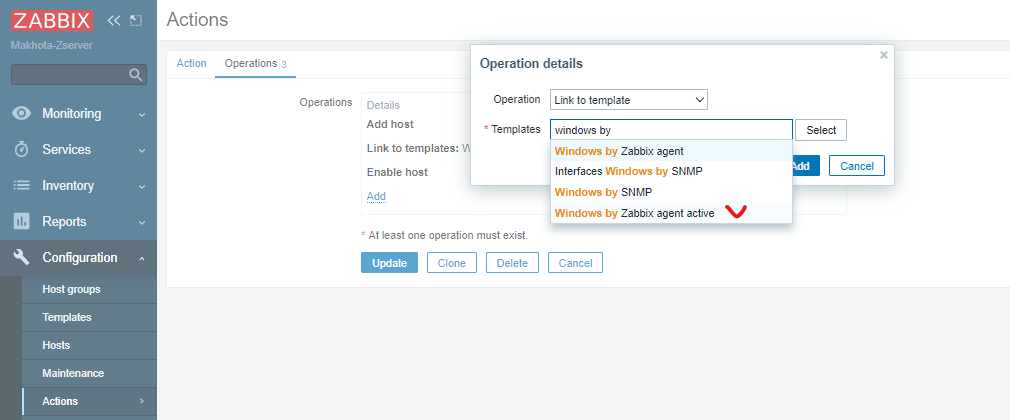 ZABBIX
Makhota-Zserver
Monitoring
Services
Inventory
Reports
Configuration
Host groups
Templates
Hosts
Maintenance
Actions
Actions
Action
Operations 3
Operations
Details
Add host
Link to templates: W
Enable host
Add
* At least one operation must exist.
Update
Clone
Delete
Cancel
Operation details
Operation
Link to template
* Templates
windows by
Select
Windows by Zabbix agent
Interfaces Windows by SNMP
Windows by SNMP
Windows by Zabbix agent active
Add
Cancel